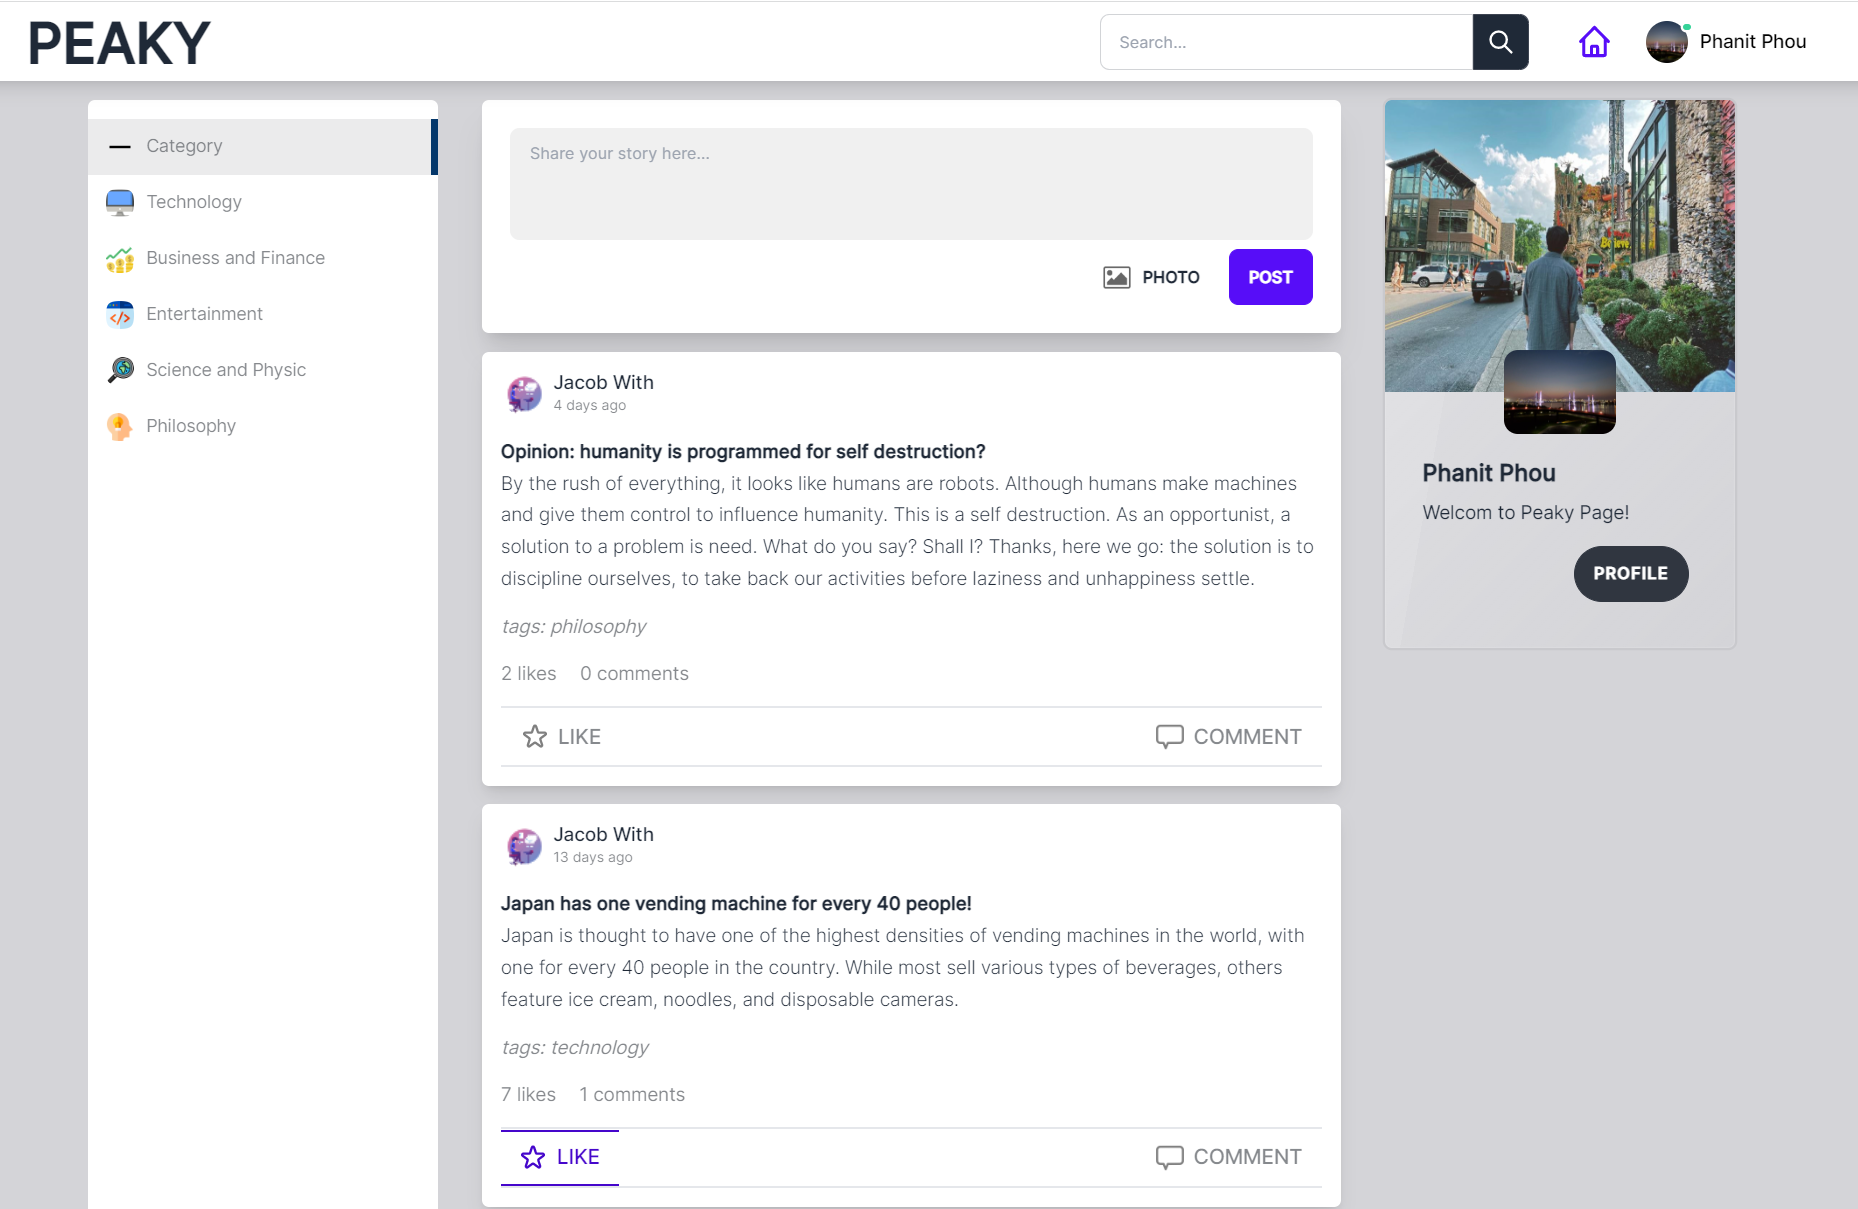 PEAKY
Search...
Phanit Phou
Category
Technology
Business and Finance
Entertainment
Science and Physic
Philosophy
Share your story here...
PHOTO
POST
Jacob With
4 days ago
Opinion: humanity is programmed for self destruction?
By the rush of everything, it looks like humans are robots. Although humans make machines
and give them control to influence humanity. This is a self destruction. As an opportunist, a
solution to a problem is need. What do you say? Shall I? Thanks, here we go: the solution is to
discipline ourselves, to take back our activities before laziness and unhappiness settle.
tags: philosophy
2 likes 0 comments
LIKE
COMMENT
Jacob With
13 days ago
Japan has one vending machine for every 40 people!
Japan is thought to have one of the highest densities of vending machines in the world, with
one for every 40 people in the country. While most sell various types of beverages, others
feature ice cream, noodles, and disposable cameras.
tags: technology
7 likes 1 comments
LIKE
COMMENT
Phanit Phou
Welcom to Peaky Page!
PROFILE